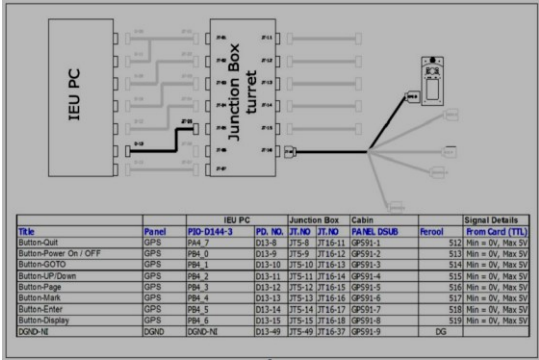 IEU PC
Junction Box
turret
IEU PC Junction Box Cabin Signal Details
Title Panel PIO-D144-3 PD. NO. JT.NO JT.NO PANEL DSUB Ferool From Card (TTL)
Button-Quit GPS PA4_7 D13-8 JT5-8 JT16-11 GPS91-1 512 Min = 0V, Max 5V
Button-Power On / OFF GPS PB4_0 D13-9 JT5-9 JT16-12 GPS91-2 513 Min = 0V, Max 5V
Button-GOTO GPS PB4_1 D13-10 JT5-10 JT16-13 GPS91-3 514 Min = 0V, Max 5V
Button-UP/Down GPS PB4_2 D13-11 JT5-11 JT16-14 GPS91-4 515 Min = 0V, Max 5V
Button-Page GPS PB4_3 D13-12 JT5-12 JT16-15 GPS91-5 516 Min = 0V, Max 5V
Button-Mark GPS PB4_4 D13-13 JT5-13 JT16-16 GPS91-6 517 Min = 0V, Max 5V
Button-Enter GPS PB4_5 D13-14 JT5-14 JT16-17 GPS91-7 518 Min = 0V, Max 5V
Button-Display GPS PB4_6 D13-15 JT5-15 JT16-18 GPS91-8 519 Min = 0V, Max 5V
DGND-NI DGND DGND-NI D13-49 JT5-49 JT16-37 GPS91-9 DG